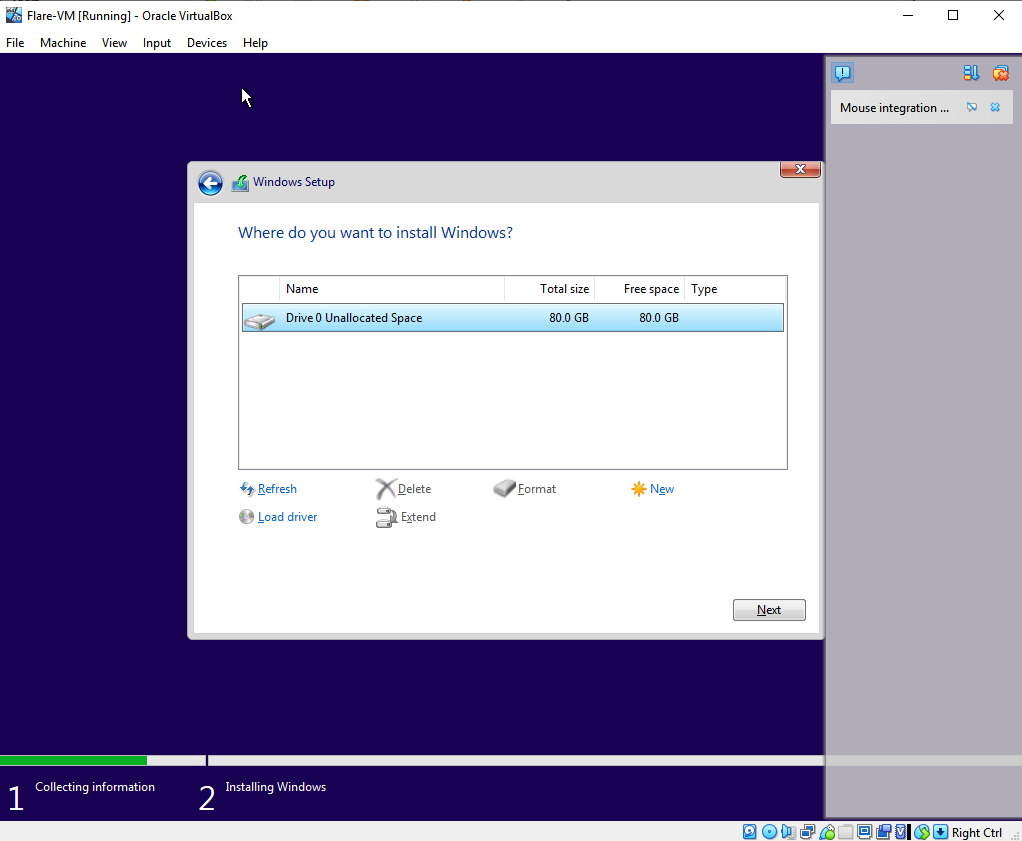 Flare-VM [Running] - Oracle VirtualBox
File Machine View Input Devices Help
Mouse integration ...
Windows Setup
Where do you want to install Windows?
Name Total size Free space Type
Drive 0 Unallocated Space 80.0 GB 80.0 GB
Refresh Delete Format New
Load driver Extend
Next
1 Collecting information 2 Installing Windows
Right Ctrl